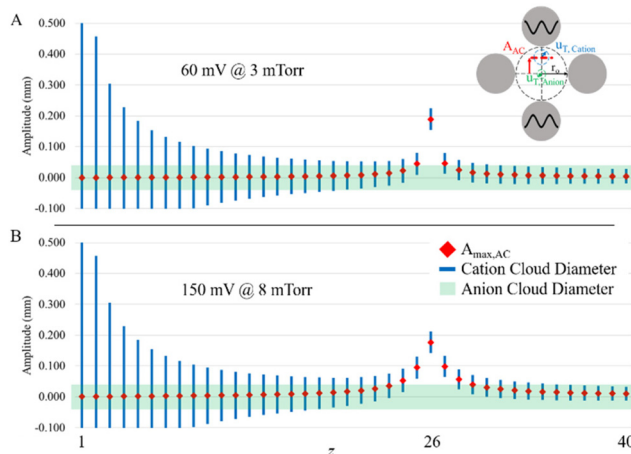 A
0.500
0.400
0.300
0.200
0.100
0.000
-0.100
Amplitude (mm)
60 mV @ 3 mTorr
A_AC
u_T, Cation
r_o
u_T, Anion
B
0.500
0.400
0.300
0.200
0.100
0.000
-0.100
Amplitude (mm)
150 mV @ 8 mTorr
A_max,AC
Cation Cloud Diameter
Anion Cloud Diameter
1
z
26
40